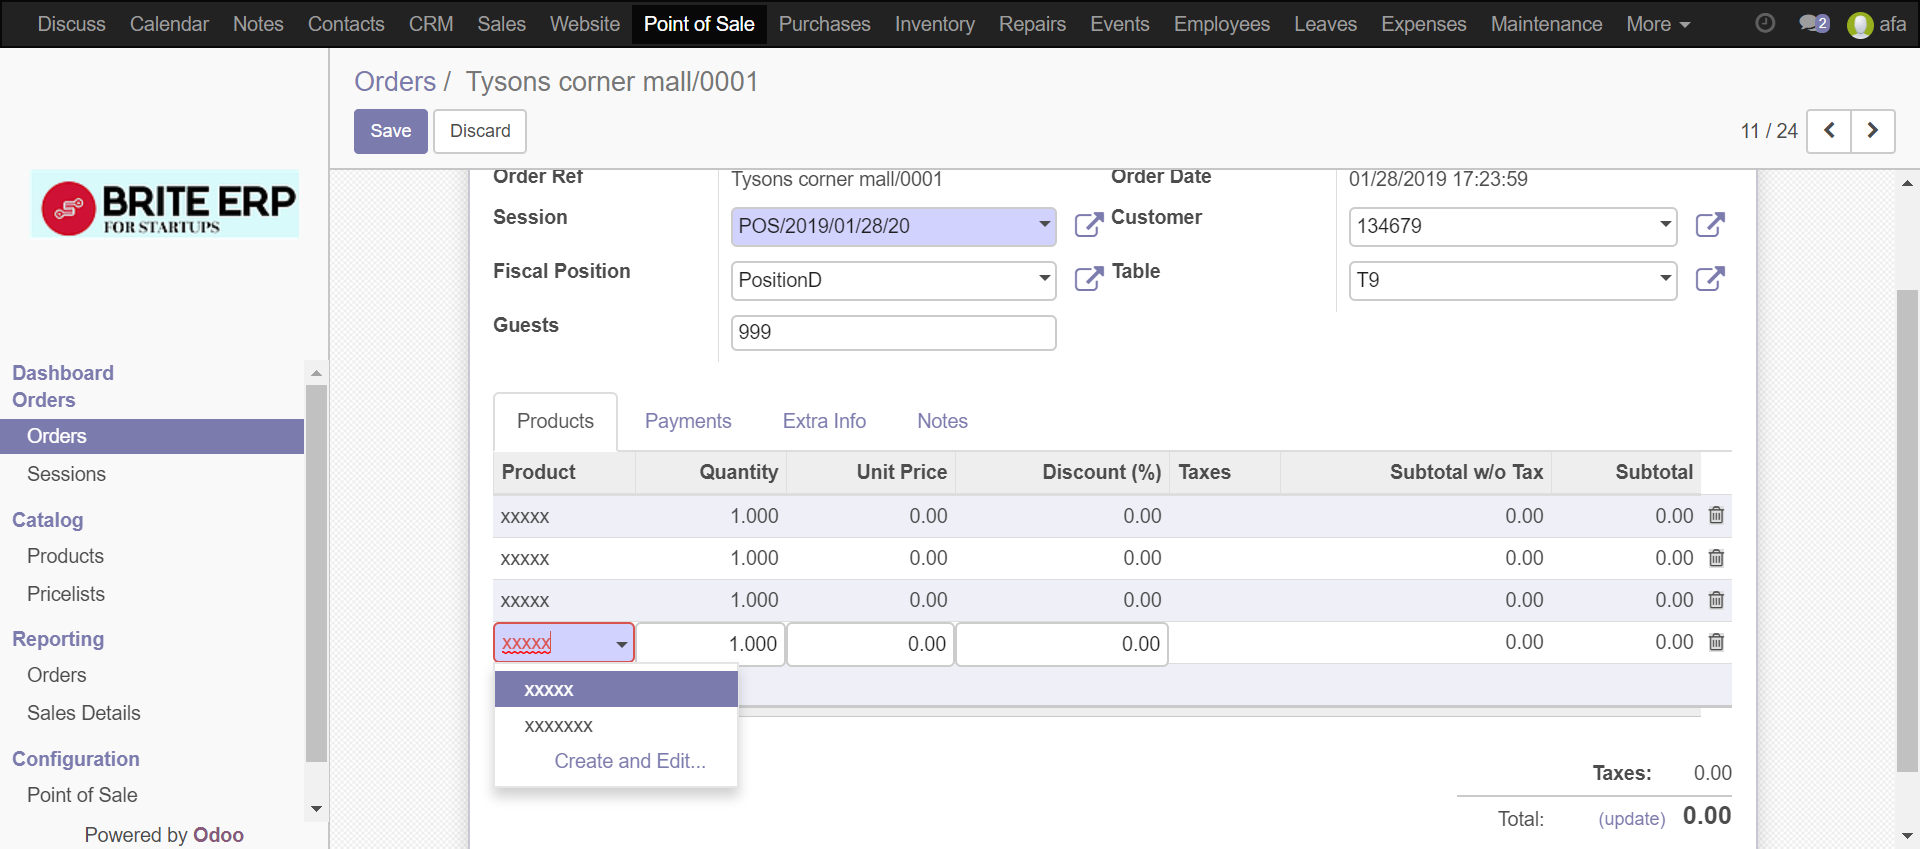 Discuss Calendar Notes Contacts CRM Sales Website Point of Sale Purchases Inventory Repairs Events Employees Leaves Expenses Maintenance More 2 afa
Orders / Tysons corner mall/0001
Save Discard 11 / 24
BRITE ERP
FOR STARTUPS
Dashboard
Orders
Orders
Sessions
Catalog
Products
Pricelists
Reporting
Orders
Sales Details
Configuration
Point of Sale
Powered by Odoo
Order Ref Tysons corner mall/0001 Order Date 01/28/2019 17:23:59
Session POS/2019/01/28/20 Customer 134679
Fiscal Position PositionD Table T9
Guests 999
Products Payments Extra Info Notes
Product Quantity Unit Price Discount (%) Taxes Subtotal w/o Tax Subtotal
xxxxx 1.000 0.00 0.00 0.00 0.00
xxxxx 1.000 0.00 0.00 0.00 0.00
xxxxx 1.000 0.00 0.00 0.00 0.00
xxxxx 1.000 0.00 0.00 0.00 0.00
xxxxx
xxxxxxx
Create and Edit...
Taxes: 0.00
Total: (update) 0.00